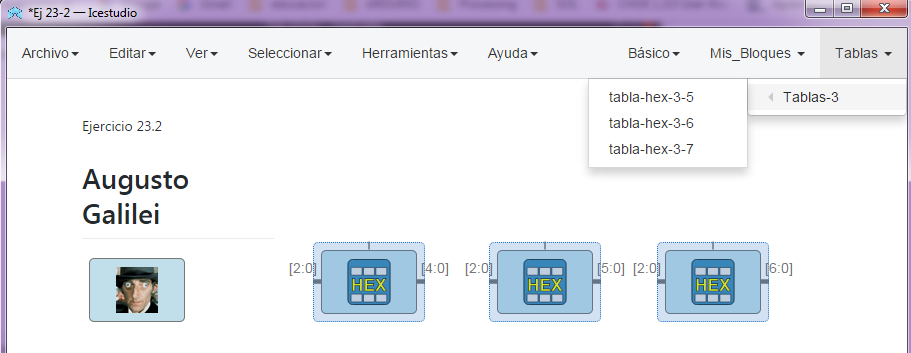 *Ej 23-2 — Icestudio
Archivo Editar Ver Seleccionar Herramientas Ayuda Básico Mis_Bloques Tablas
tabla-hex-3-5
tabla-hex-3-6
tabla-hex-3-7
Tablas-3
Ejercicio 23.2
Augusto
Galilei
[2:0] HEX [4:0] [2:0] HEX [5:0] [2:0] HEX [6:0]